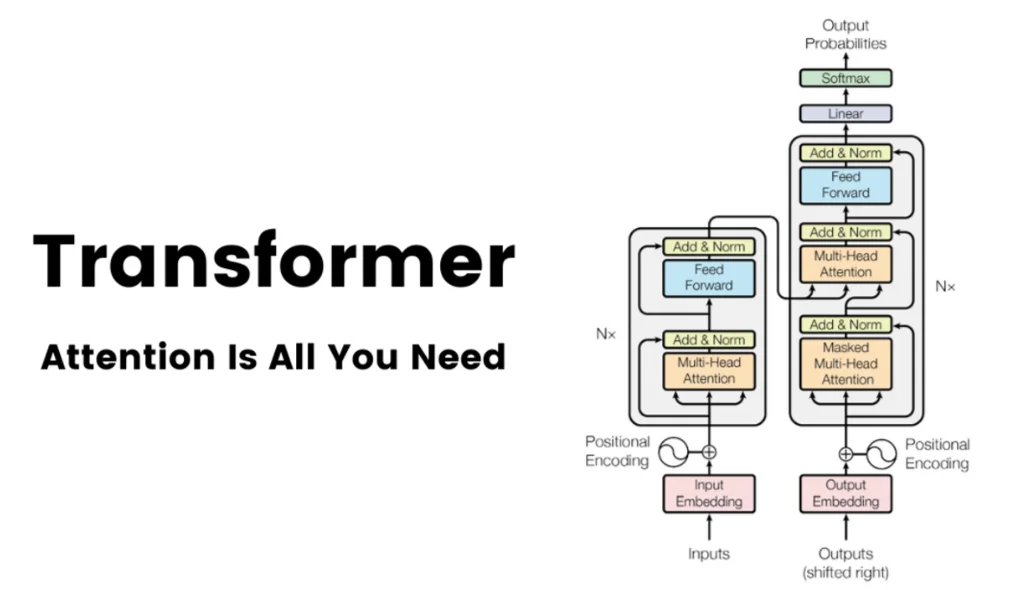 Transformer
Attention Is All You Need
Output
Probabilities
Softmax
Linear
Add & Norm
Feed
Forward
Add & Norm
Multi-Head
Attention
Add & Norm
Masked
Multi-Head
Attention
N×
Positional
Encoding
Output
Embedding
Outputs
(shifted right)
Add & Norm
Feed
Forward
Add & Norm
Multi-Head
Attention
N×
Positional
Encoding
Input
Embedding
Inputs